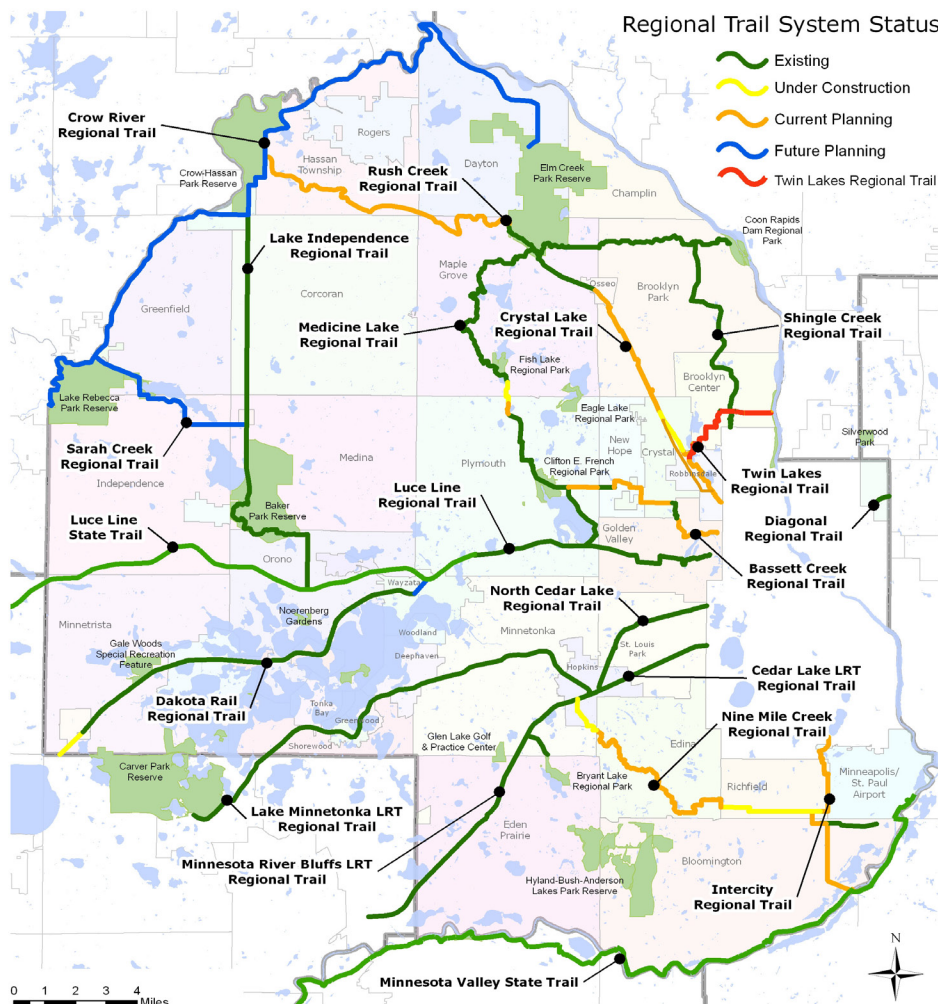 Regional Trail System Status
Existing
Under Construction
Current Planning
Future Planning
Twin Lakes Regional Trail
Crow River
Regional Trail
Rogers
Hassan
Township
Crow-Hassan
Park Reserve
Dayton
Elm Creek
Park Reserve
Champlin
Rush Creek
Regional Trail
Coon Rapids
Dam Regional
Park
Lake Independence
Regional Trail
Maple
Grove
Osseo
Brooklyn
Park
Corcoran
Greenfield
Medicine Lake
Regional Trail
Crystal Lake
Regional Trail
Shingle Creek
Regional Trail
Fish Lake
Regional Park
Brooklyn
Center
Lake Rebecca
Park Reserve
Eagle Lake
Regional Park
Silverwood
Park
Sarah Creek
Regional Trail
Independence
Medina
Plymouth
New
Hope
Crystal
Robbinsdale
Clifton E. French
Regional Park
Twin Lakes
Regional Trail
Luce Line
Regional Trail
Baker
Park Reserve
Luce Line
State Trail
Diagonal
Regional Trail
Golden
Valley
Orono
Bassett Creek
Regional Trail
Wayzata
North Cedar Lake
Regional Trail
Noerenberg
Gardens
Minnetrista
Woodland
Minnetonka
Gale Woods
Special Recreation
Feature
Deephaven
St. Louis
Park
Hopkins
Cedar Lake LRT
Regional Trail
Dakota Rail
Regional Trail
Tonka
Bay
Greenwood
Nine Mile Creek
Regional Trail
Shorewood
Glen Lake Golf
& Practice Center
Edina
Carver Park
Reserve
Bryant Lake
Regional Park
Richfield
Minneapolis/
St. Paul
Airport
Lake Minnetonka LRT
Regional Trail
Eden
Prairie
Minnesota River Bluffs LRT
Regional Trail
Bloomington
Hyland-Bush-Anderson
Lakes Park Reserve
Intercity
Regional Trail
N
Minnesota Valley State Trail
0 1 2 3 4
Miles